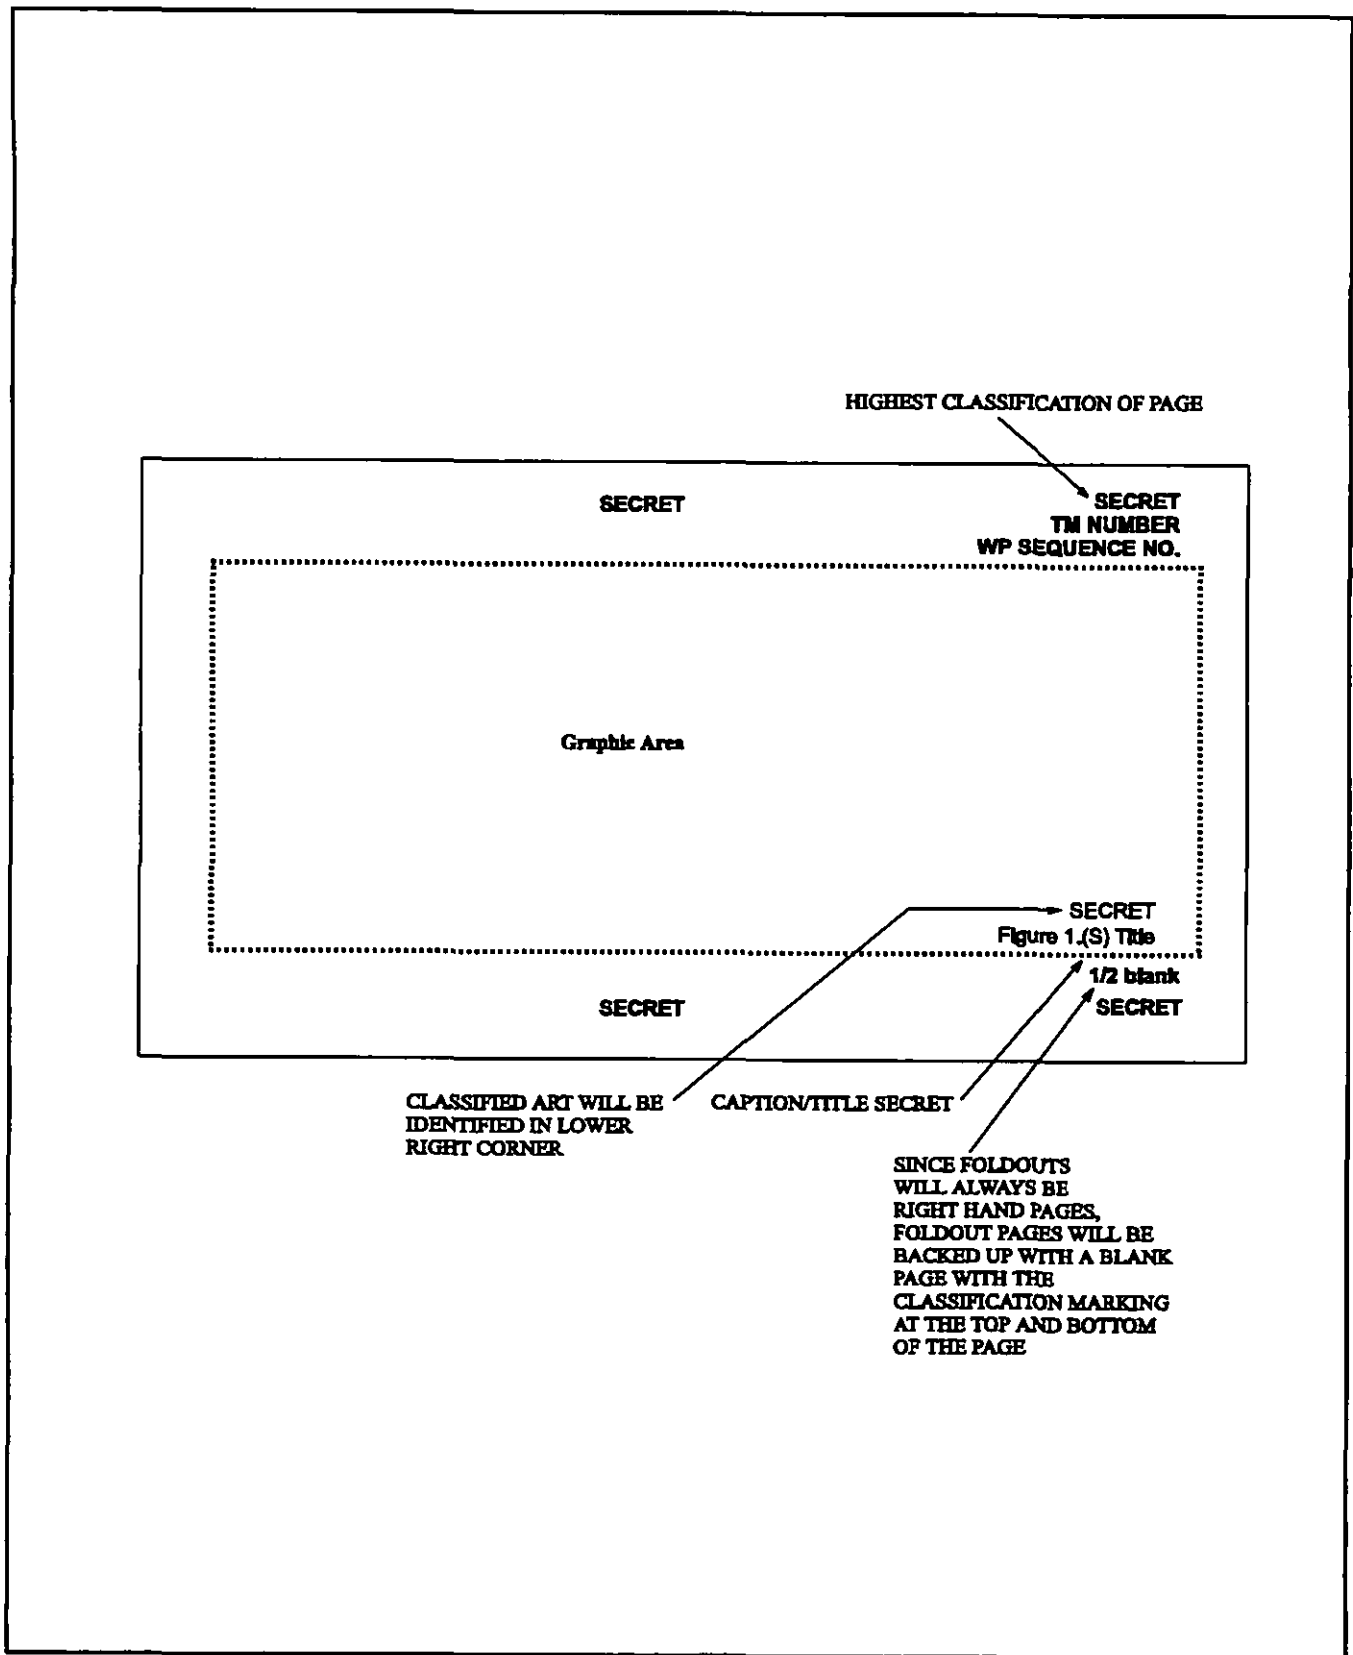 HIGHEST CLASSIFICATION OF PAGE
SECRET
SECRET
TM NUMBER
WP SEQUENCE NO.
Graphic Area
SECRET
Figure 1.(S) Title
1/2 blank
SECRET
SECRET
CLASSIFIED ART WILL BE
IDENTIFIED IN LOWER
RIGHT CORNER
CAPTION/TITLE SECRET
SINCE FOLDOUTS
WILL ALWAYS BE
RIGHT HAND PAGES,
FOLDOUT PAGES WILL BE
BACKED UP WITH A BLANK
PAGE WITH THE
CLASSIFICATION MARKING
AT THE TOP AND BOTTOM
OF THE PAGE